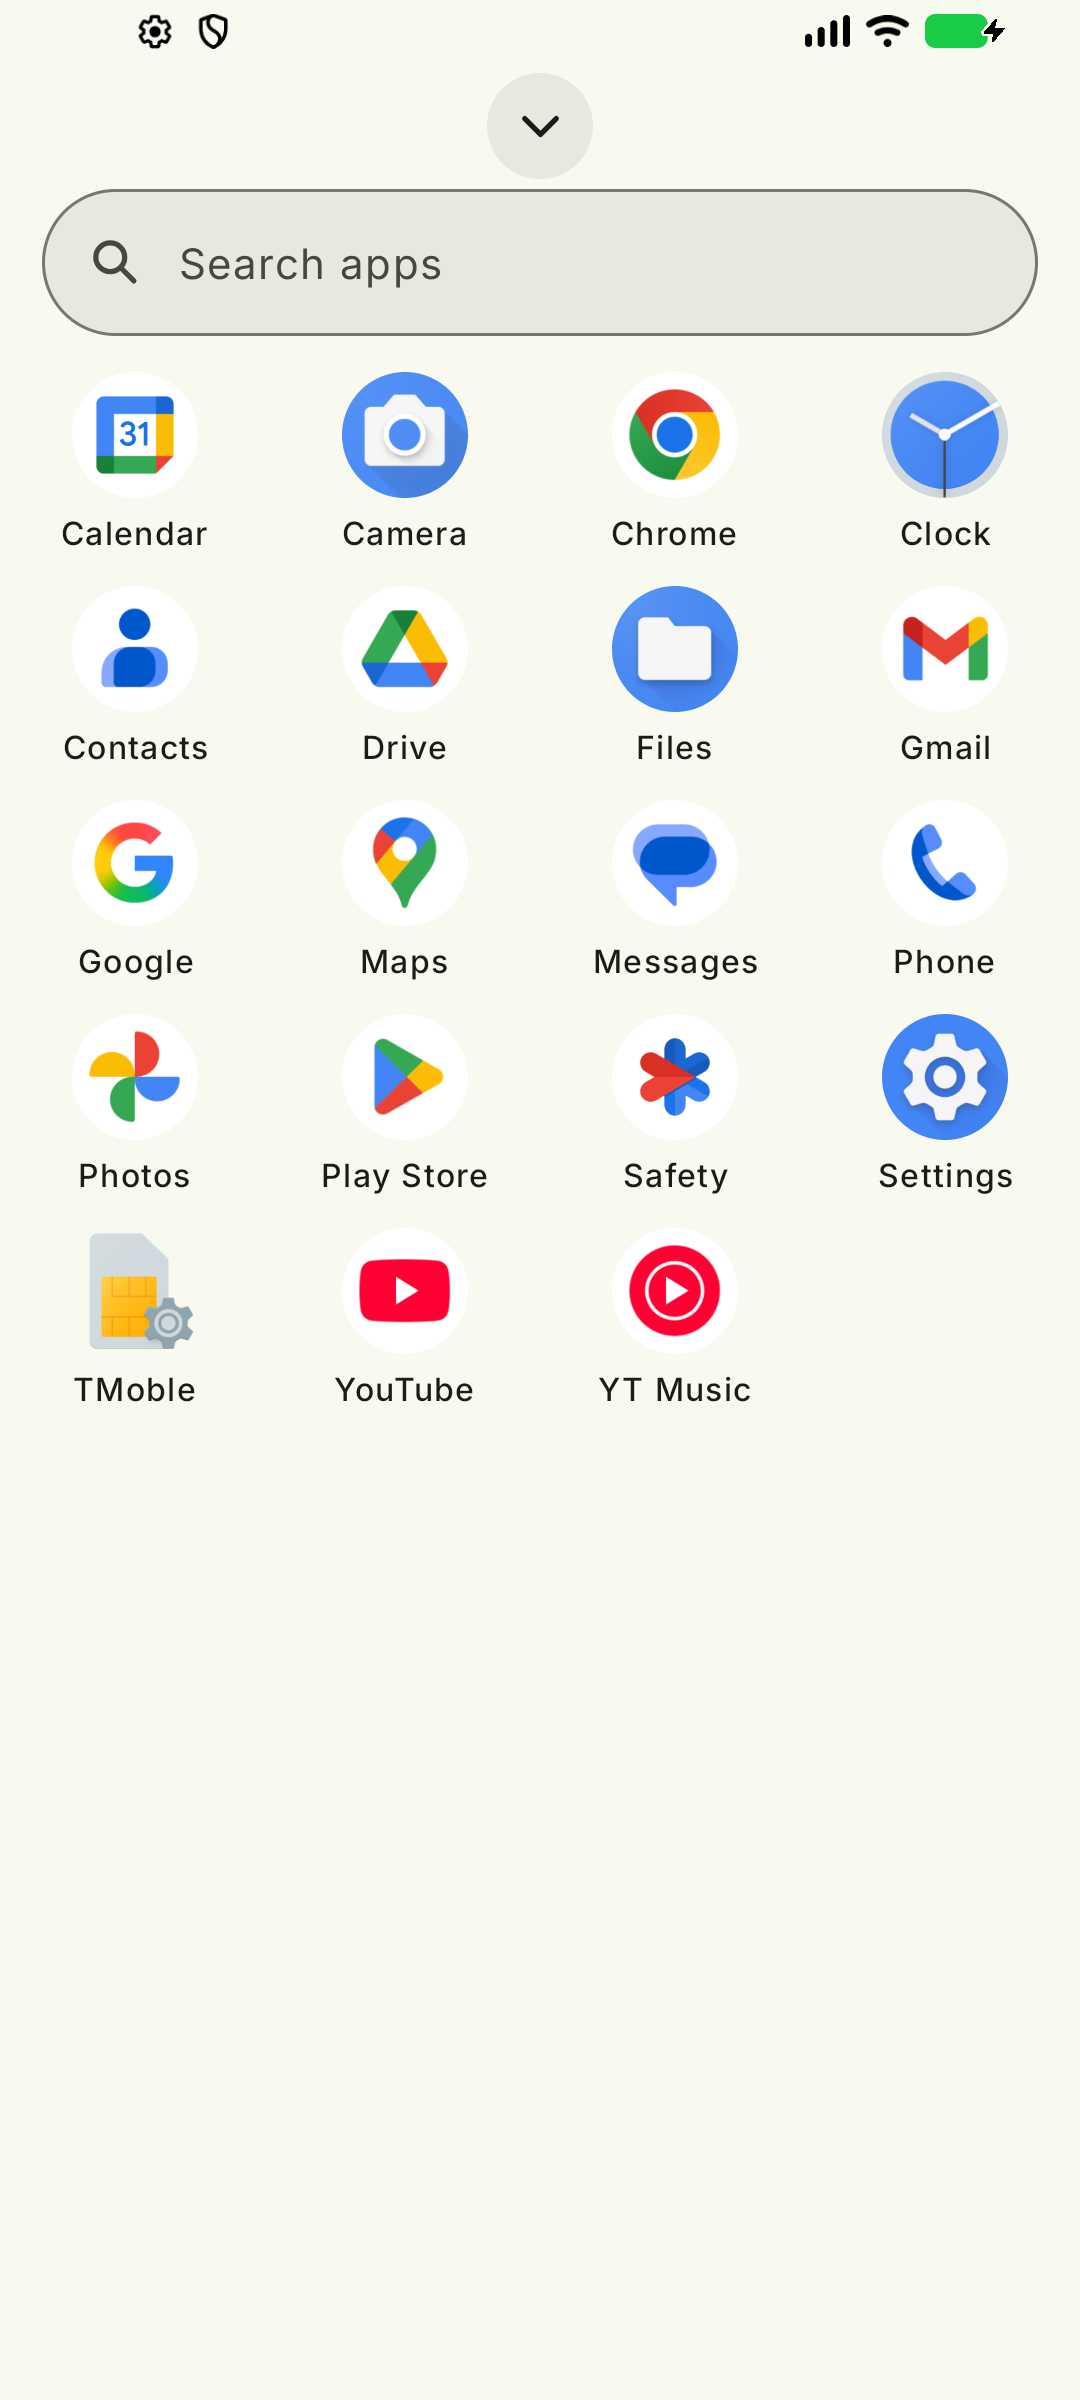 Search apps
Calendar Camera Chrome Clock
31
Contacts Drive Files Gmail
Google Maps Messages Phone
Photos Play Store Safety Settings
TMoble YouTube YT Music